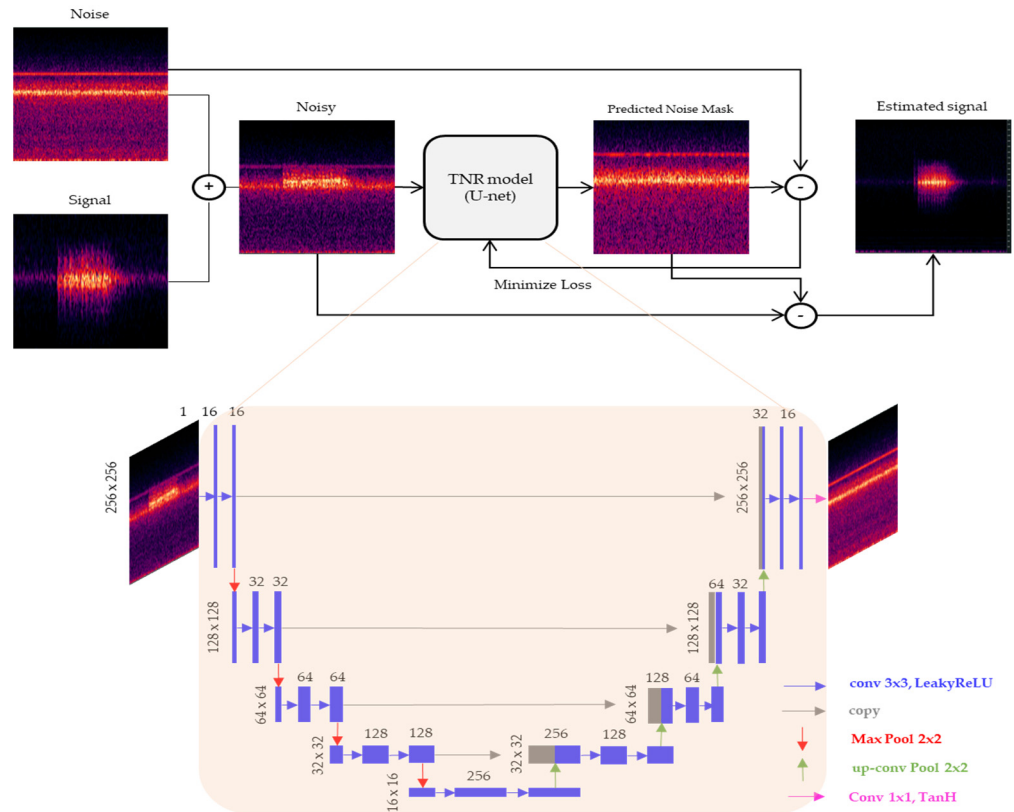 Noise
Noisy
Predicted Noise Mask
Estimated signal
+
TNR model
(U-net)
-
Signal
Minimize Loss
-
1 16 16
32 16
256 x 256
256 x 256
32 32
64 32
128 x 128
128 x 128
64 64
128 64
64 x 64
64 x 64
128 128
256 128
32 x 32
32 x 32
256
16 x 16
conv 3x3, LeakyReLU
copy
Max Pool 2x2
up-conv Pool 2x2
Conv 1x1, TanH